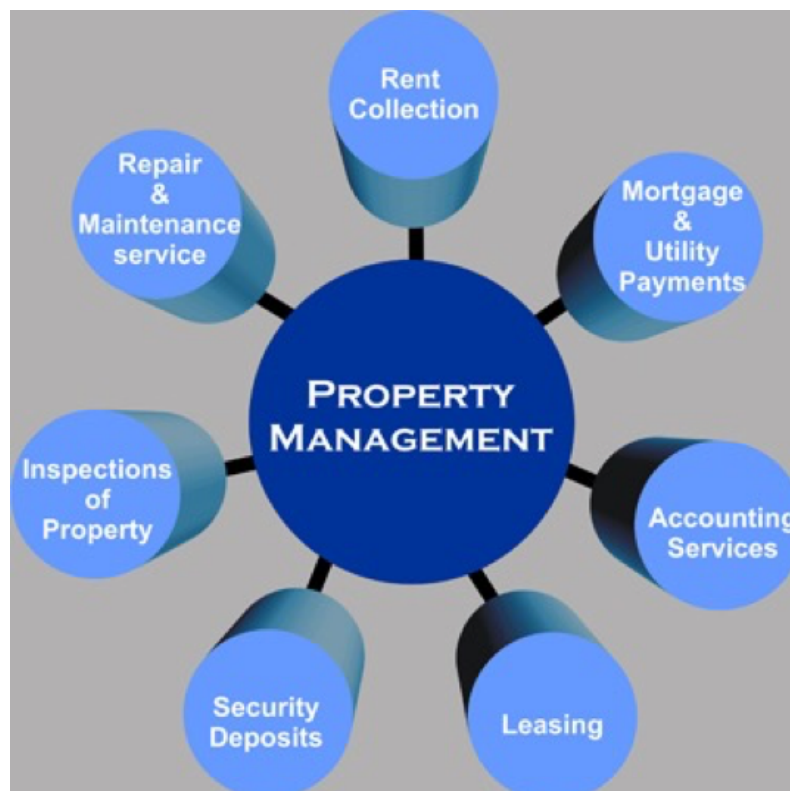 Rent
Collection
Repair
&
Maintenance
service
Mortgage
&
Utility
Payments
PROPERTY
MANAGEMENT
Inspections
of
Property
Accounting
Services
Security
Deposits
Leasing